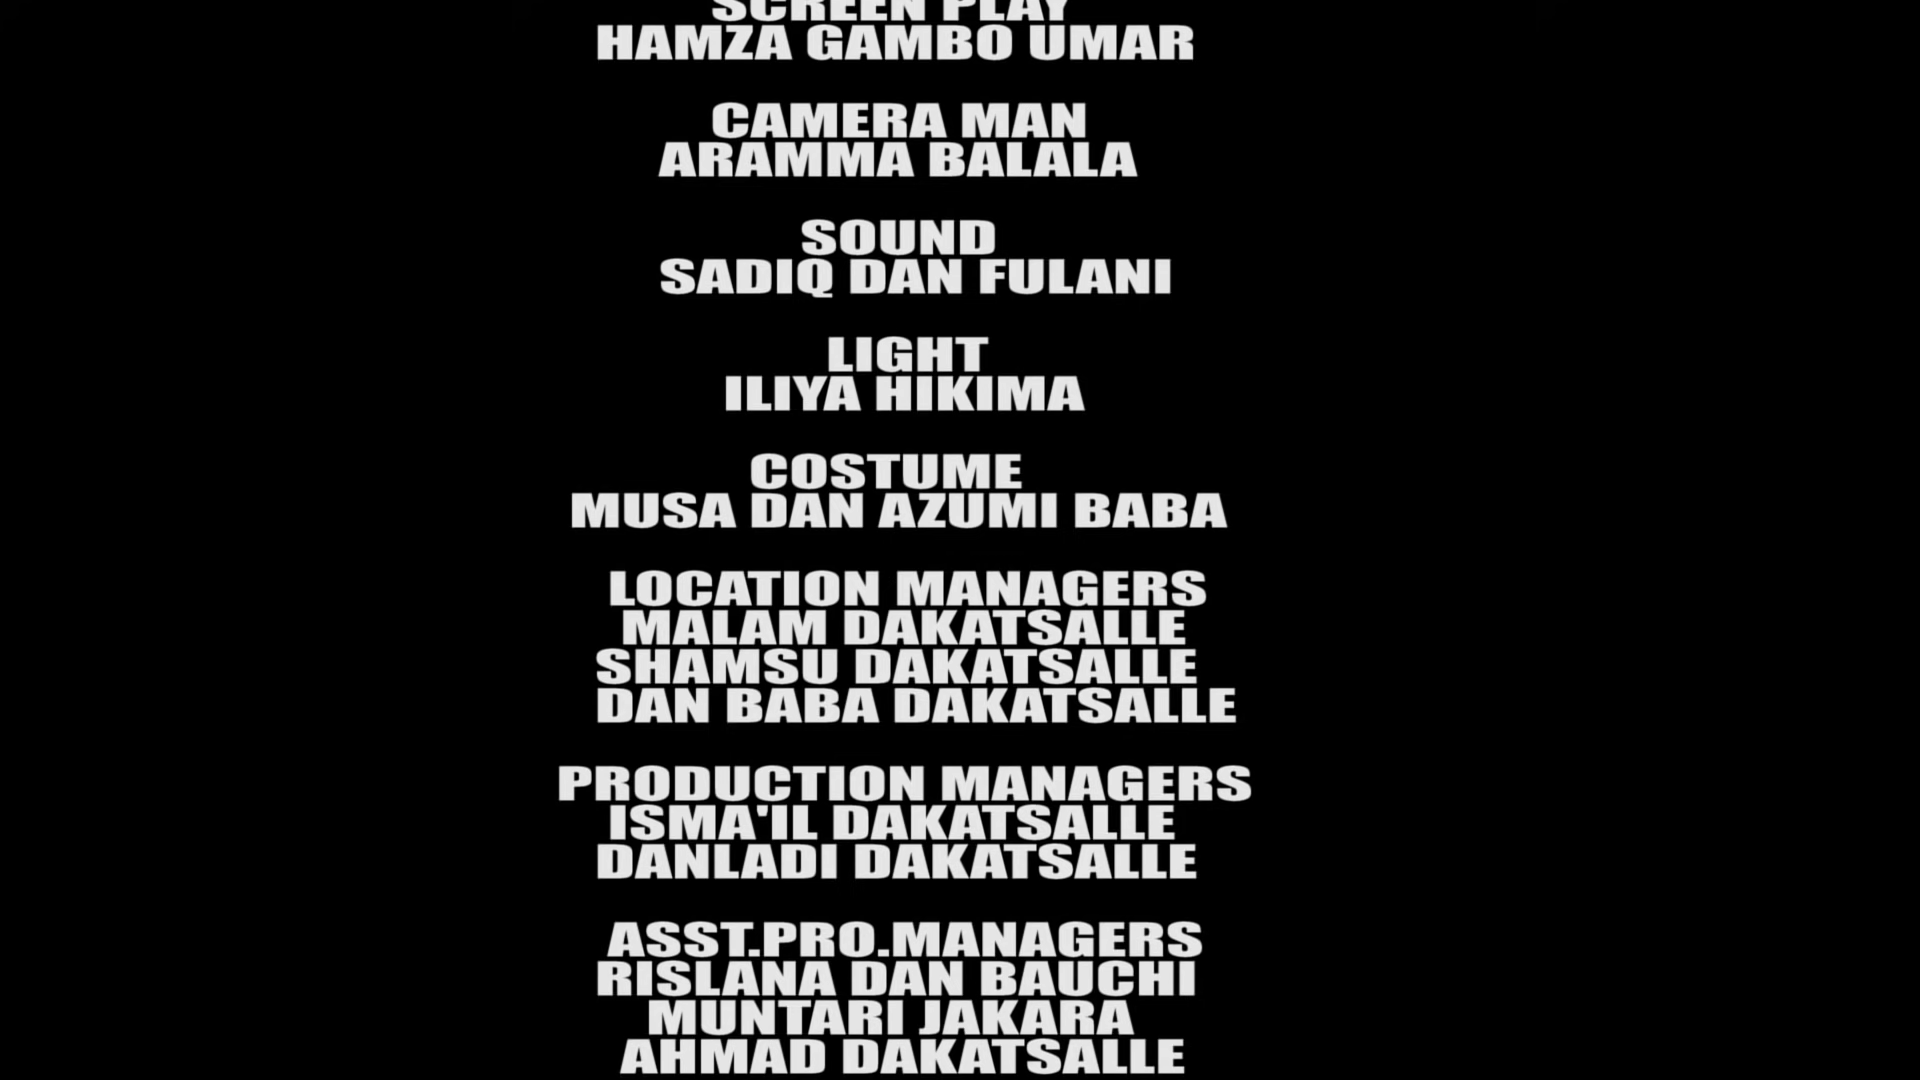 SCREEN PLAY
HAMZA GAMBO UMAR
CAMERA MAN
ARAMMA BALALA
SOUND
SADIQ DAN FULANI
LIGHT
ILIYA HIKIMA
COSTUME
MUSA DAN AZUMI BABA
LOCATION MANAGERS
MALAM DAKATSALLE
SHAMSU DAKATSALLE
DAN BABA DAKATSALLE
PRODUCTION MANAGERS
ISMA'IL DAKATSALLE
DANLADI DAKATSALLE
ASST.PRO.MANAGERS
RISLANA DAN BAUCHI
MUNTARI JAKARA
AHMAD DAKATSALLE